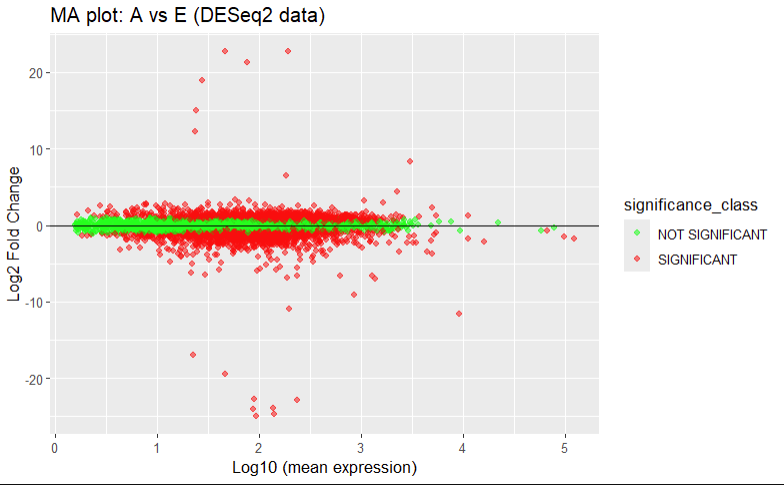 MA plot: A vs E (DESeq2 data)
Log2 Fold Change
20
10
0
-10
-20
0 1 2 3 4 5
Log10 (mean expression)
significance_class
NOT SIGNIFICANT
SIGNIFICANT